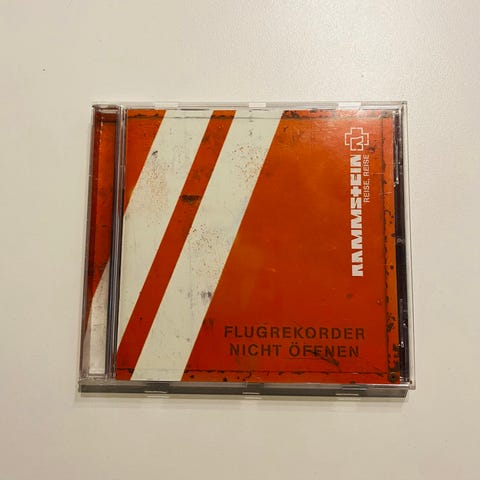 RAMMSTEIN
REISE, REISE
FLUGREKORDER
NICHT ÖFFNEN